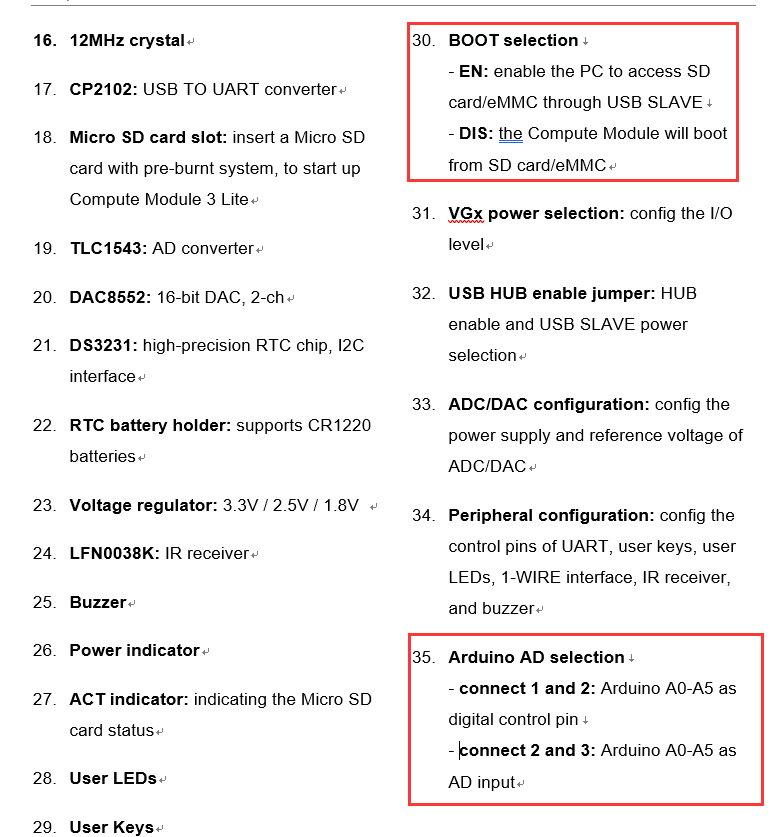 16. 12MHz crystal
17. CP2102: USB TO UART converter
18. Micro SD card slot: insert a Micro SD
card with pre-burnt system, to start up
Compute Module 3 Lite
19. TLC1543: AD converter
20. DAC8552: 16-bit DAC, 2-ch
21. DS3231: high-precision RTC chip, I2C
interface
22. RTC battery holder: supports CR1220
batteries
23. Voltage regulator: 3.3V / 2.5V / 1.8V
24. LFN0038K: IR receiver
25. Buzzer
26. Power indicator
27. ACT indicator: indicating the Micro SD
card status
28. User LEDs
29. User Keys
30. BOOT selection
- EN: enable the PC to access SD
card/eMMC through USB SLAVE
- DIS: the Compute Module will boot
from SD card/eMMC
31. VGx power selection: config the I/O
level
32. USB HUB enable jumper: HUB
enable and USB SLAVE power
selection
33. ADC/DAC configuration: config the
power supply and reference voltage of
ADC/DAC
34. Peripheral configuration: config the
control pins of UART, user keys, user
LEDs, 1-WIRE interface, IR receiver,
and buzzer
35. Arduino AD selection
- connect 1 and 2: Arduino A0-A5 as
digital control pin
- connect 2 and 3: Arduino A0-A5 as
AD input